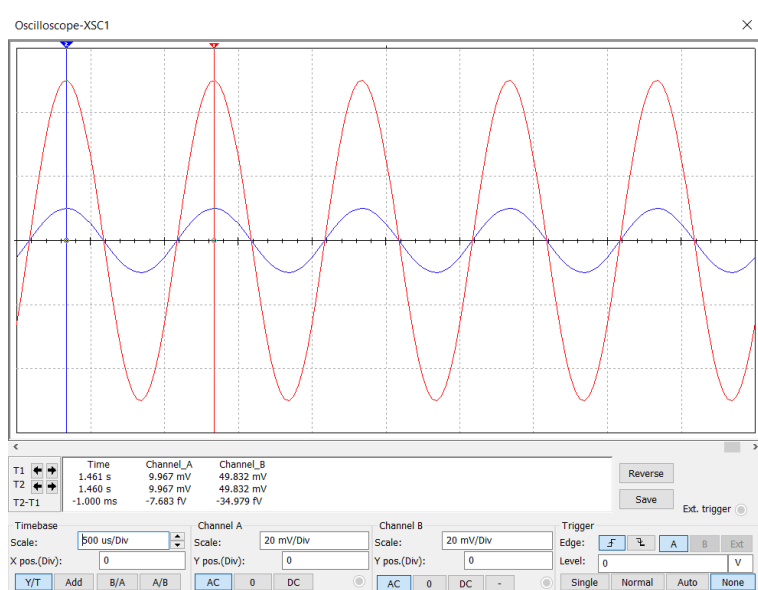 Oscilloscope-XSC1
2 1
Time Channel_A Channel_B
T1 1.461 s 9.967 mV 49.832 mV
T2 1.460 s 9.967 mV 49.832 mV
T2-T1 -1.000 ms -7.683 fV -34.979 fV
Reverse
Save
Ext. trigger
Timebase
Scale: 500 us/Div
X pos.(Div): 0
Y/T Add B/A A/B
Channel A
Scale: 20 mV/Div
Y pos.(Div): 0
AC 0 DC
Channel B
Scale: 20 mV/Div
Y pos.(Div): 0
AC 0 DC -
Trigger
Edge: A B Ext
Level: 0 V
Single Normal Auto None